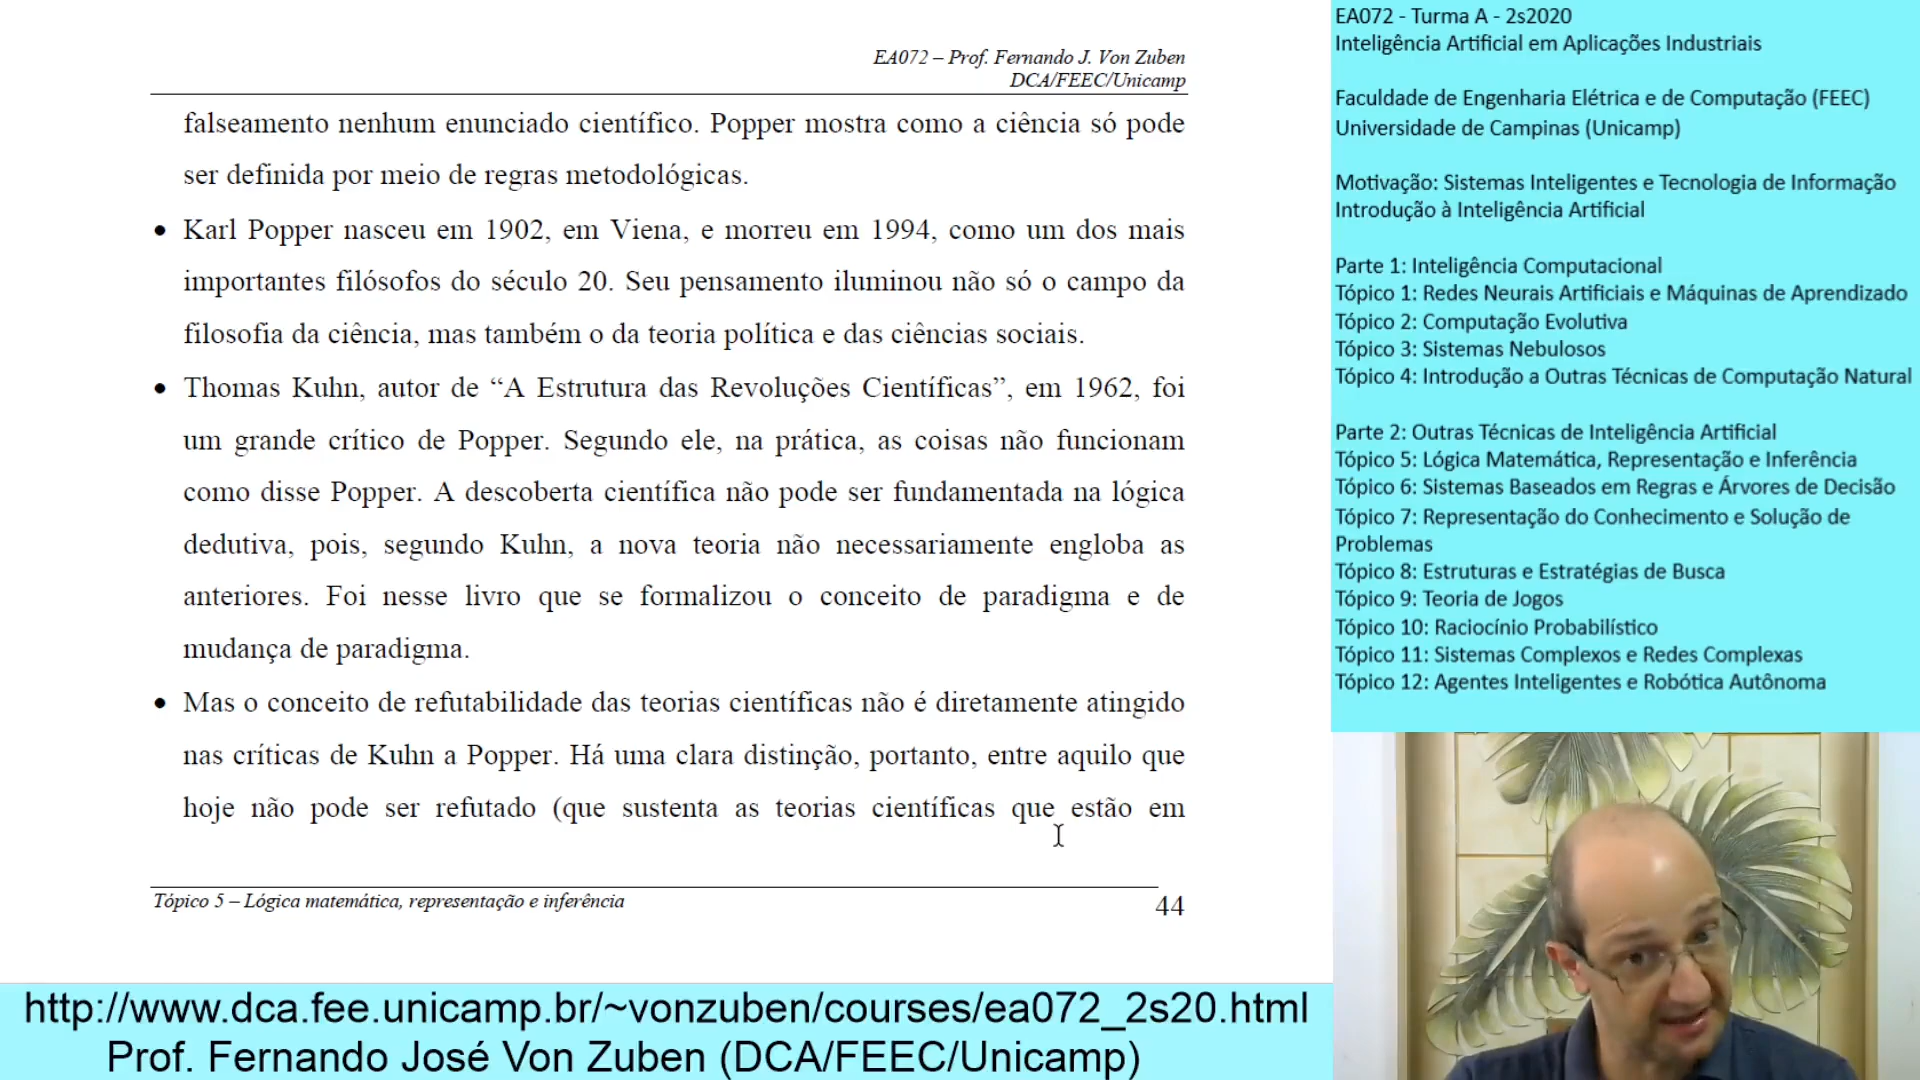 EA072 – Prof. Fernando J. Von Zuben
DCA/FEEC/Unicamp
falseamento nenhum enunciado científico. Popper mostra como a ciência só pode
ser definida por meio de regras metodológicas.
• Karl Popper nasceu em 1902, em Viena, e morreu em 1994, como um dos mais
importantes filósofos do século 20. Seu pensamento iluminou não só o campo da
filosofia da ciência, mas também o da teoria política e das ciências sociais.
• Thomas Kuhn, autor de “A Estrutura das Revoluções Científicas”, em 1962, foi
um grande crítico de Popper. Segundo ele, na prática, as coisas não funcionam
como disse Popper. A descoberta científica não pode ser fundamentada na lógica
dedutiva, pois, segundo Kuhn, a nova teoria não necessariamente engloba as
anteriores. Foi nesse livro que se formalizou o conceito de paradigma e de
mudança de paradigma.
• Mas o conceito de refutabilidade das teorias científicas não é diretamente atingido
nas críticas de Kuhn a Popper. Há uma clara distinção, portanto, entre aquilo que
hoje não pode ser refutado (que sustenta as teorias científicas que estão em
Tópico 5 – Lógica matemática, representação e inferência
44
EA072 - Turma A - 2s2020
Inteligência Artificial em Aplicações Industriais
Faculdade de Engenharia Elétrica e de Computação (FEEC)
Universidade de Campinas (Unicamp)
Motivação: Sistemas Inteligentes e Tecnologia de Informação
Introdução à Inteligência Artificial
Parte 1: Inteligência Computacional
Tópico 1: Redes Neurais Artificiais e Máquinas de Aprendizado
Tópico 2: Computação Evolutiva
Tópico 3: Sistemas Nebulosos
Tópico 4: Introdução a Outras Técnicas de Computação Natural
Parte 2: Outras Técnicas de Inteligência Artificial
Tópico 5: Lógica Matemática, Representação e Inferência
Tópico 6: Sistemas Baseados em Regras e Árvores de Decisão
Tópico 7: Representação do Conhecimento e Solução de
Problemas
Tópico 8: Estruturas e Estratégias de Busca
Tópico 9: Teoria de Jogos
Tópico 10: Raciocínio Probabilístico
Tópico 11: Sistemas Complexos e Redes Complexas
Tópico 12: Agentes Inteligentes e Robótica Autônoma
http://www.dca.fee.unicamp.br/~vonzuben/courses/ea072_2s20.html
Prof. Fernando José Von Zuben (DCA/FEEC/Unicamp)